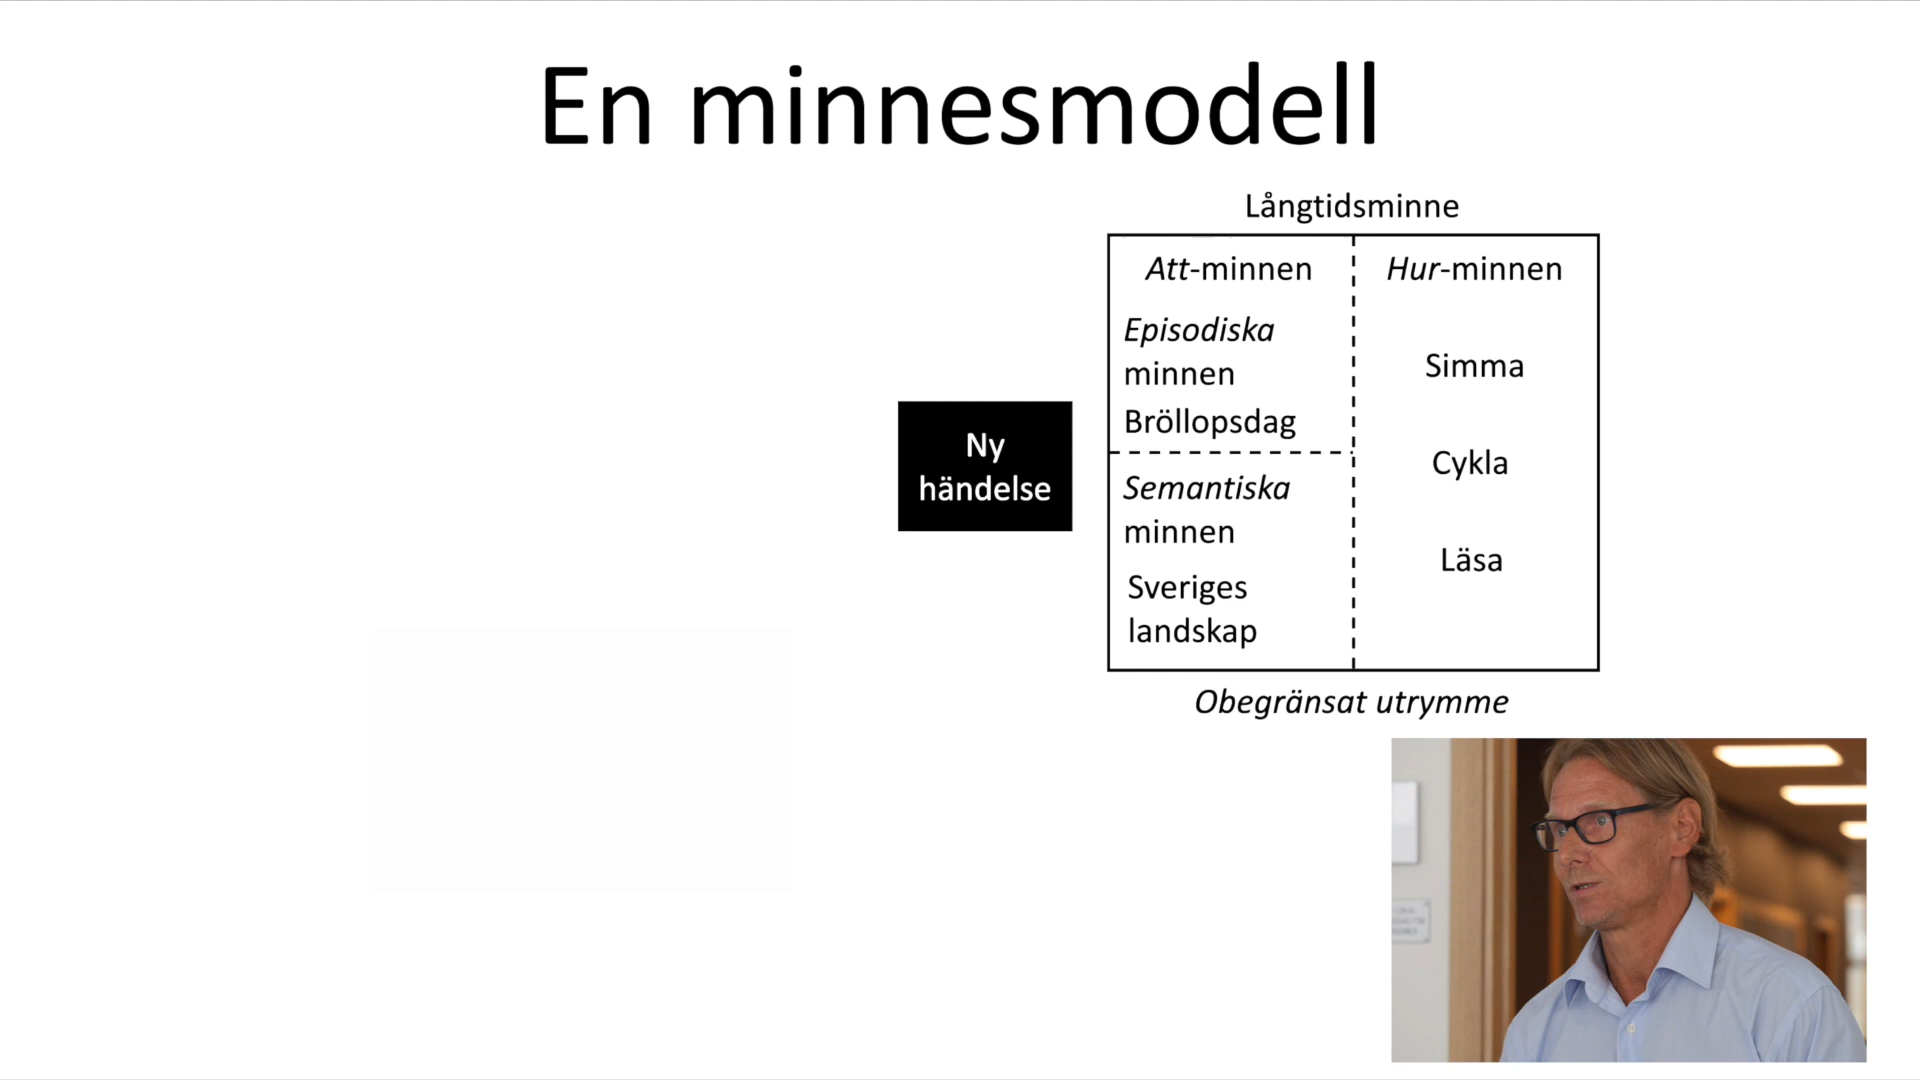 En minnesmodell
Långtidsminne
Att-minnen
Hur-minnen
Episodiska
minnen
Bröllopsdag
Semantiska
minnen
Sveriges
landskap
Simma
Cykla
Läsa
Ny
händelse
Obegränsat utrymme